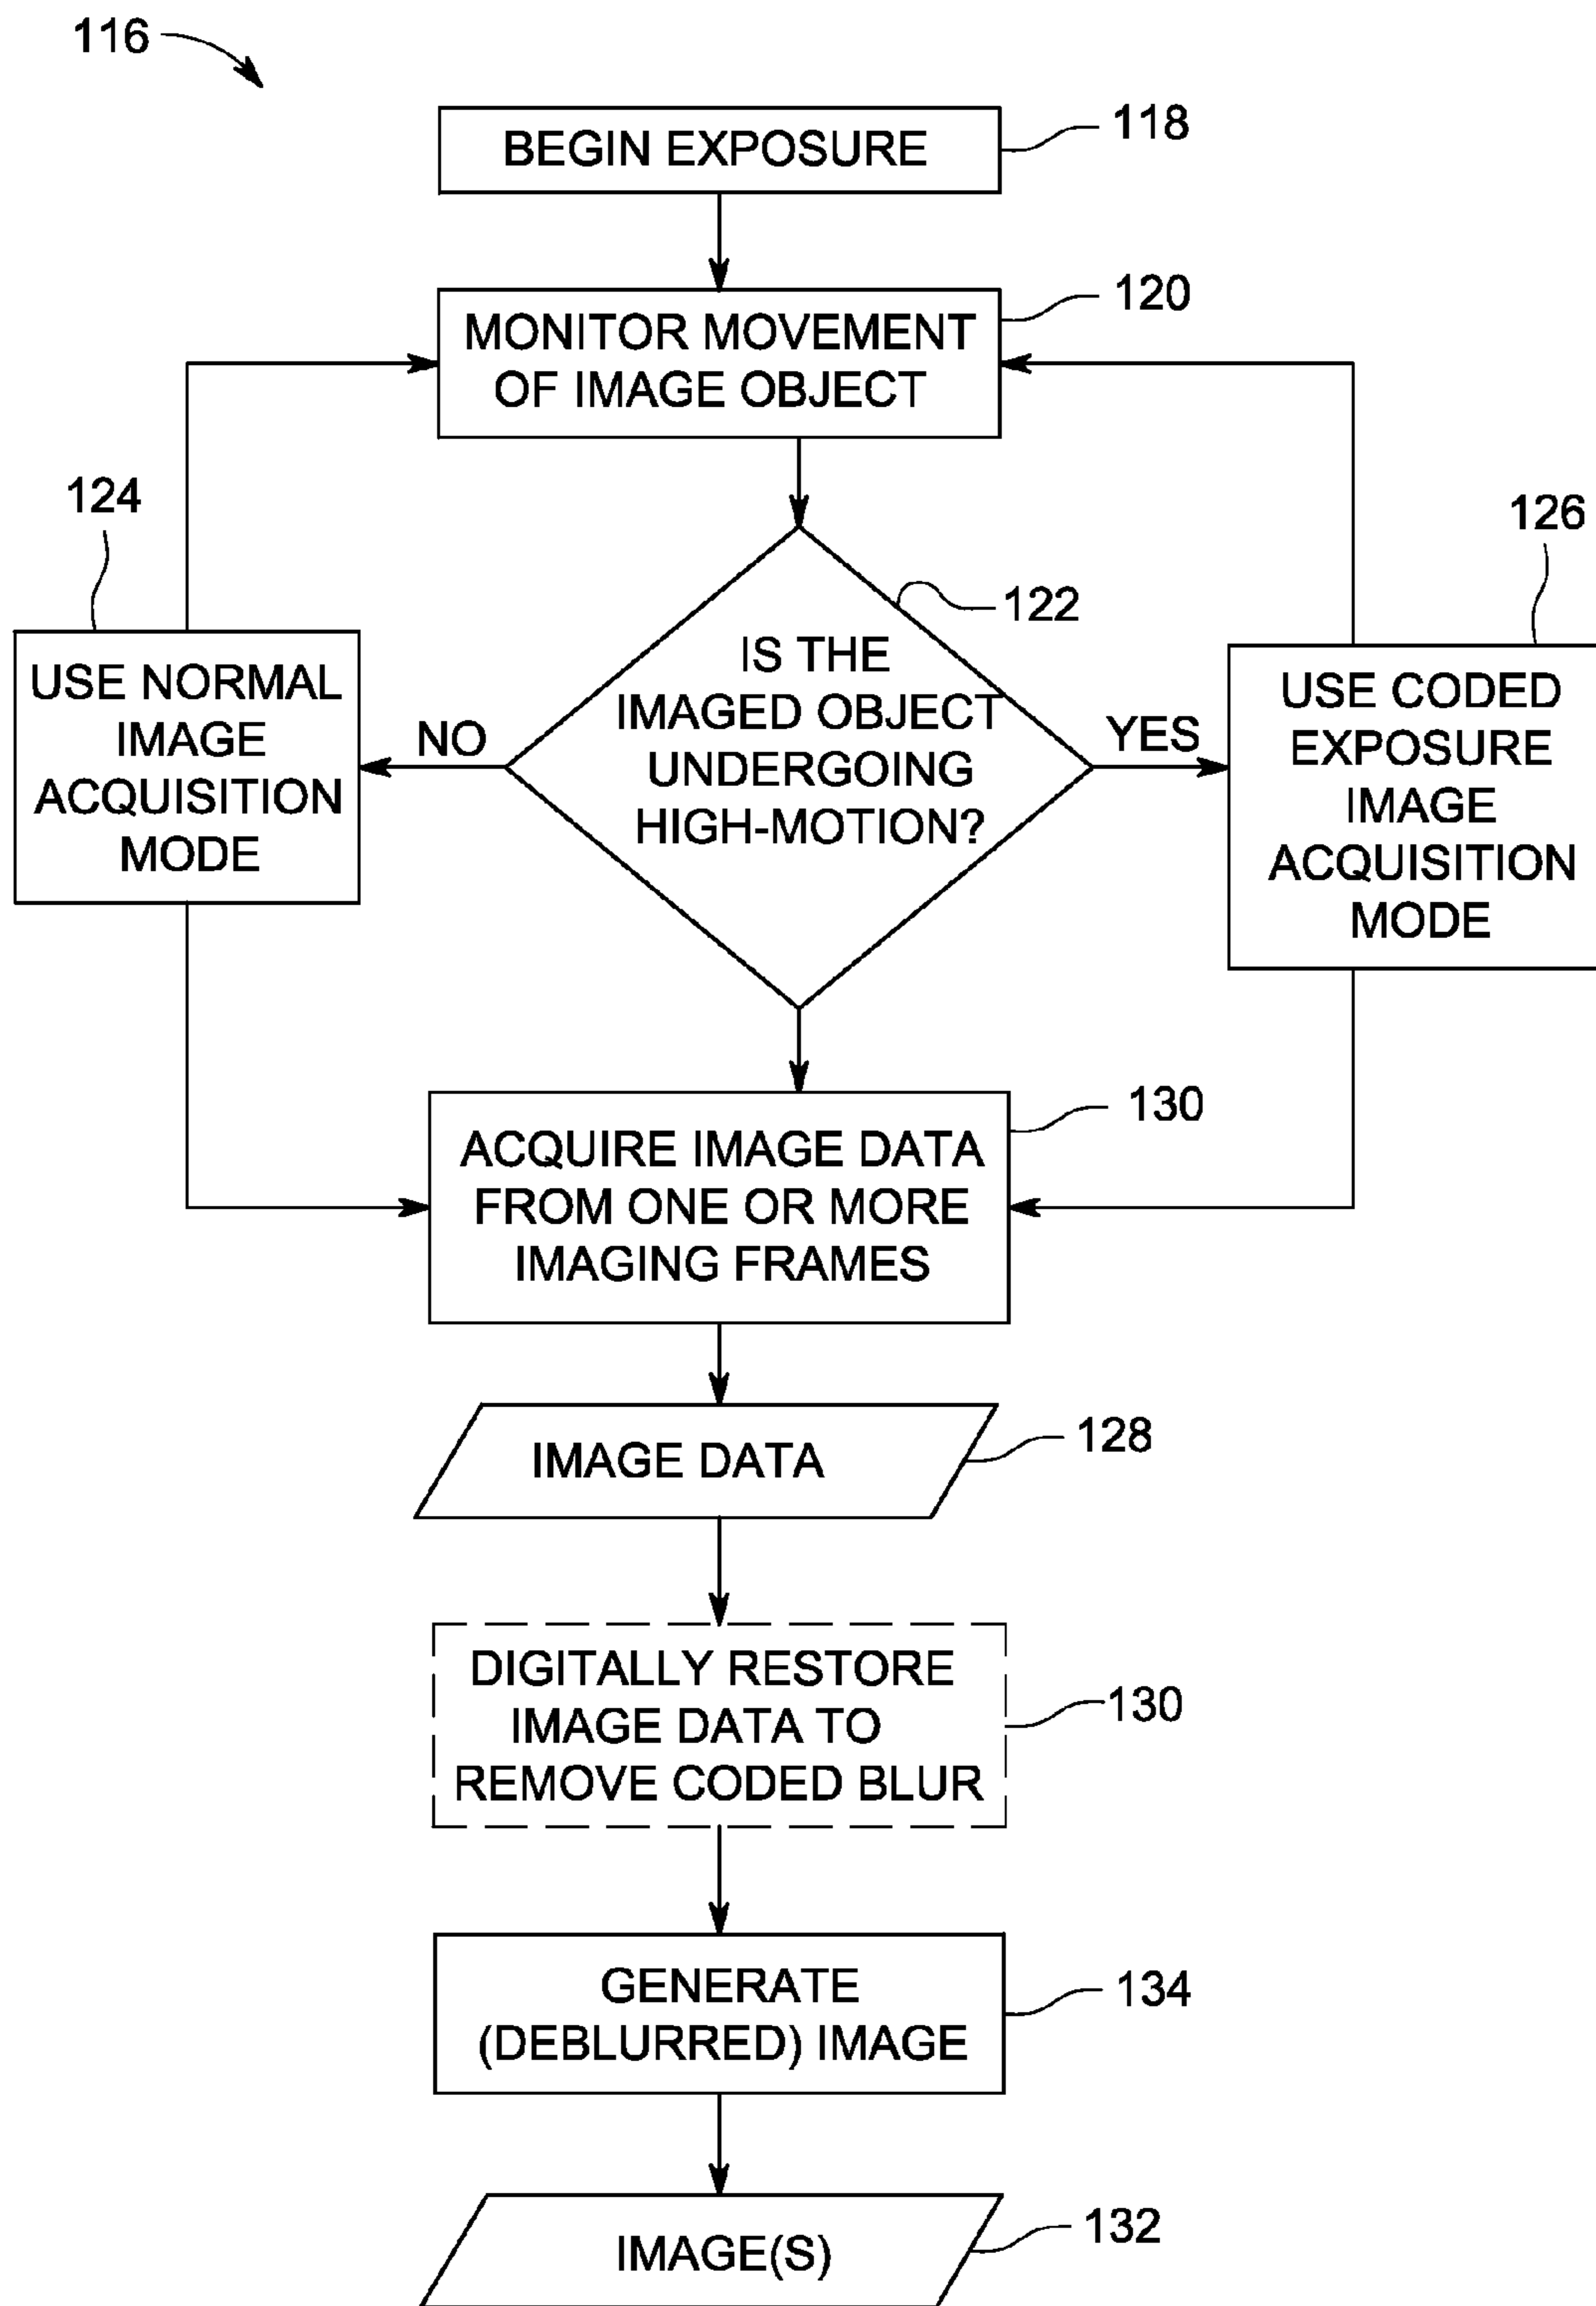 116
BEGIN EXPOSURE
118
MONITOR MOVEMENT
OF IMAGE OBJECT
120
124
USE NORMAL
IMAGE
ACQUISITION
MODE
NO
IS THE
IMAGED OBJECT
UNDERGOING
HIGH-MOTION?
122
YES
126
USE CODED
EXPOSURE
IMAGE
ACQUISITION
MODE
ACQUIRE IMAGE DATA
FROM ONE OR MORE
IMAGING FRAMES
130
IMAGE DATA
128
DIGITALLY RESTORE
IMAGE DATA TO
REMOVE CODED BLUR
130
GENERATE
(DEBLURRED) IMAGE
134
IMAGE(S)
132